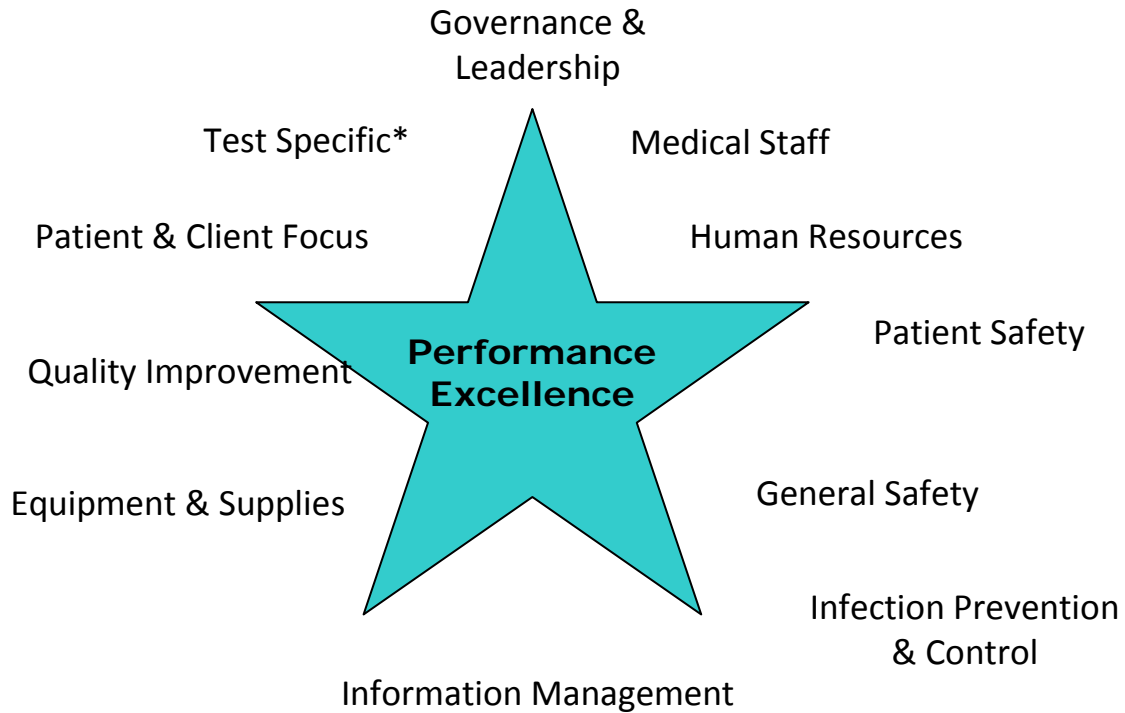 Governance &
Leadership
Test Specific*
Medical Staff
Patient & Client Focus
Human Resources
Patient Safety
Performance
Excellence
Quality Improvement
Equipment & Supplies
General Safety
Infection Prevention
& Control
Information Management